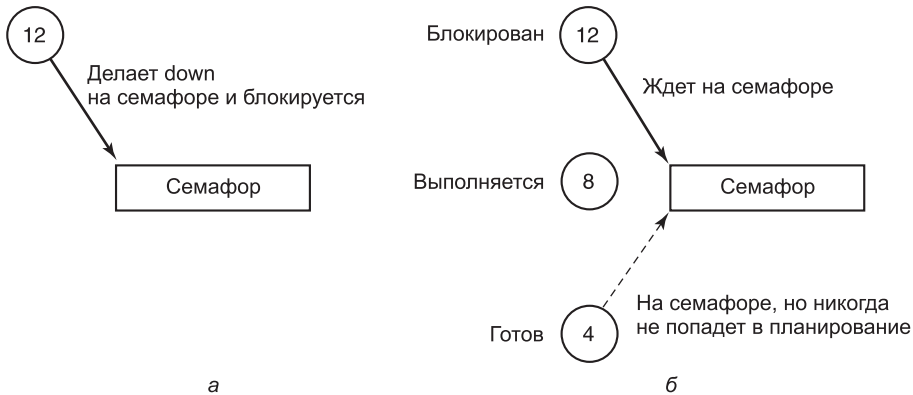 12
Делает down
на семафоре и блокируется
Семафор
а
Блокирован 12
Ждет на семафоре
Выполняется 8
Семафор
На семафоре, но никогда
не попадет в планирование
Готов 4
б